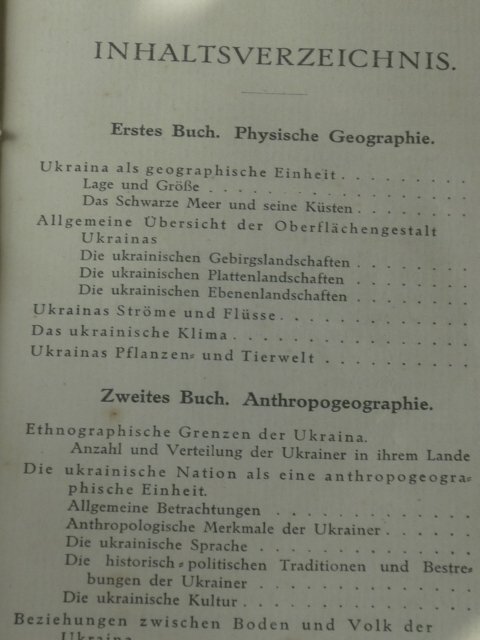 INHALTSVERZEICHNIS.
Erstes Buch. Physische Geographie.
Ukraina als geographische Einheit . . . . . . . . .
Lage und Größe . . . . . . . . . . . . .
Das Schwarze Meer und seine Küsten . . . . . . .
Allgemeine Übersicht der Oberflächengestalt
Ukrainas
Die ukrainischen Gebirgslandschaften . . . . . . .
Die ukrainischen Plattenlandschaften . . . . . . .
Die ukrainischen Ebenenlandschaften . . . . . . .
Ukrainas Ströme und Flüsse . . . . . . . . . . .
Das ukrainische Klima . . . . . . . . . . . . .
Ukrainas Pflanzen- und Tierwelt . . . . . . . . .
Zweites Buch. Anthropogeographie.
Ethnographische Grenzen der Ukraina.
Anzahl und Verteilung der Ukrainer in ihrem Lande
Die ukrainische Nation als eine anthropogeogra-
phische Einheit.
Allgemeine Betrachtungen . . . . . . . . . . .
Anthropologische Merkmale der Ukrainer . . . . . .
Die ukrainische Sprache . . . . . . . . . . . .
Die historisch-politischen Traditionen und Bestre-
bungen der Ukrainer . . . . . . . . . . . .
Die ukrainische Kultur . . . . . . . . . . . . .
Beziehungen zwischen Boden und Volk der
Ukraina